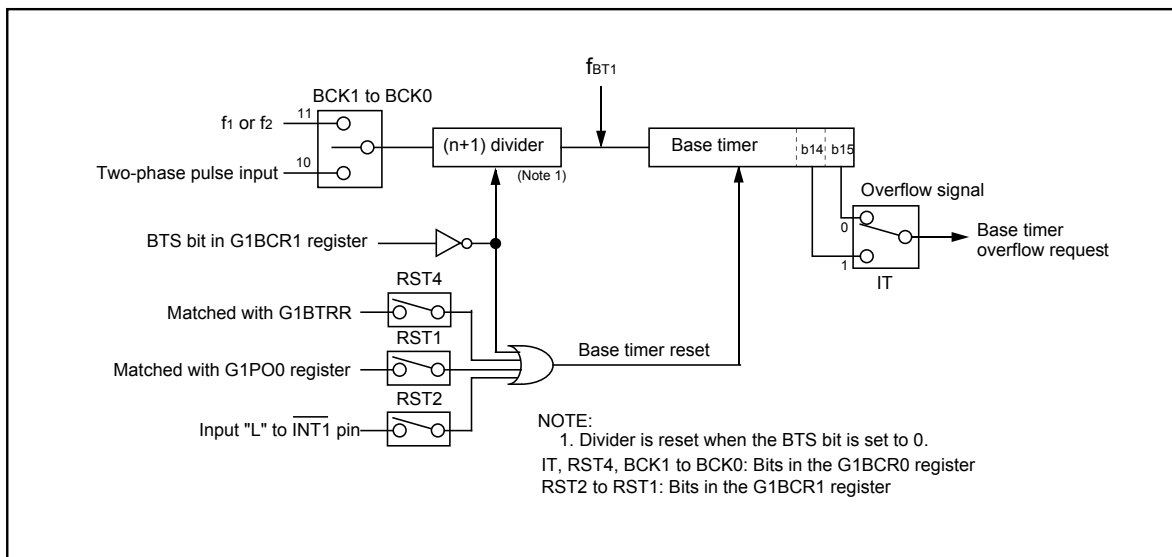 fBT1
BCK1 to BCK0
11
f1 or f2
10
Two-phase pulse input
(n+1) divider
(Note 1)
Base timer
b14
b15
Overflow signal
0
1
IT
Base timer
overflow request
BTS bit in G1BCR1 register
RST4
Matched with G1BTRR
RST1
Matched with G1PO0 register
RST2
Input "L" to INT1 pin
Base timer reset
NOTE:
1. Divider is reset when the BTS bit is set to 0.
IT, RST4, BCK1 to BCK0: Bits in the G1BCR0 register
RST2 to RST1: Bits in the G1BCR1 register